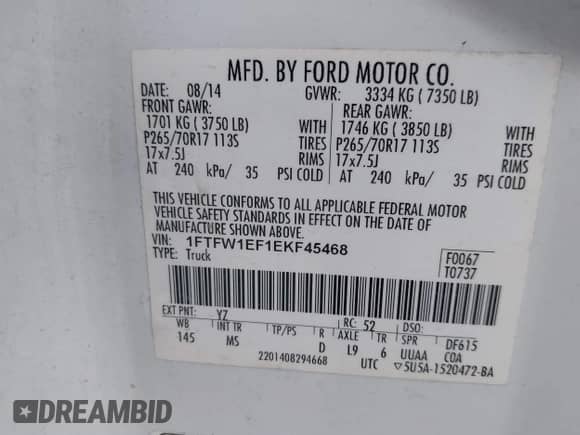 MFD. BY FORD MOTOR CO.
DATE: 08/14 GVWR: 3334 KG ( 7350 LB)
FRONT GAWR: REAR GAWR:
1701 KG ( 3750 LB) WITH 1746 KG ( 3850 LB) WITH
P265/70R17 113S TIRES P265/70R17 113S TIRES
17x7.5J RIMS 17x7.5J RIMS
AT 240 kPa/ 35 PSI COLD AT 240 kPa/ 35 PSI COLD
THIS VEHICLE CONFORMS TO ALL APPLICABLE FEDERAL MOTOR
VEHICLE SAFETY STANDARDS IN EFFECT ON THE DATE OF
MANUFACTURE SHOWN ABOVE.
VIN: 1FTFW1EF1EKF45468 F0067
TYPE: Truck T0737
EXT PNT: YZ RC: 52 DSO:
WB INT TR TP/PS R AXLE TR SPR DF615
145 MS D L9 6 UUAA COA
2201408294668 UTC ▽5U5A-1520472-BA
DREAMBID